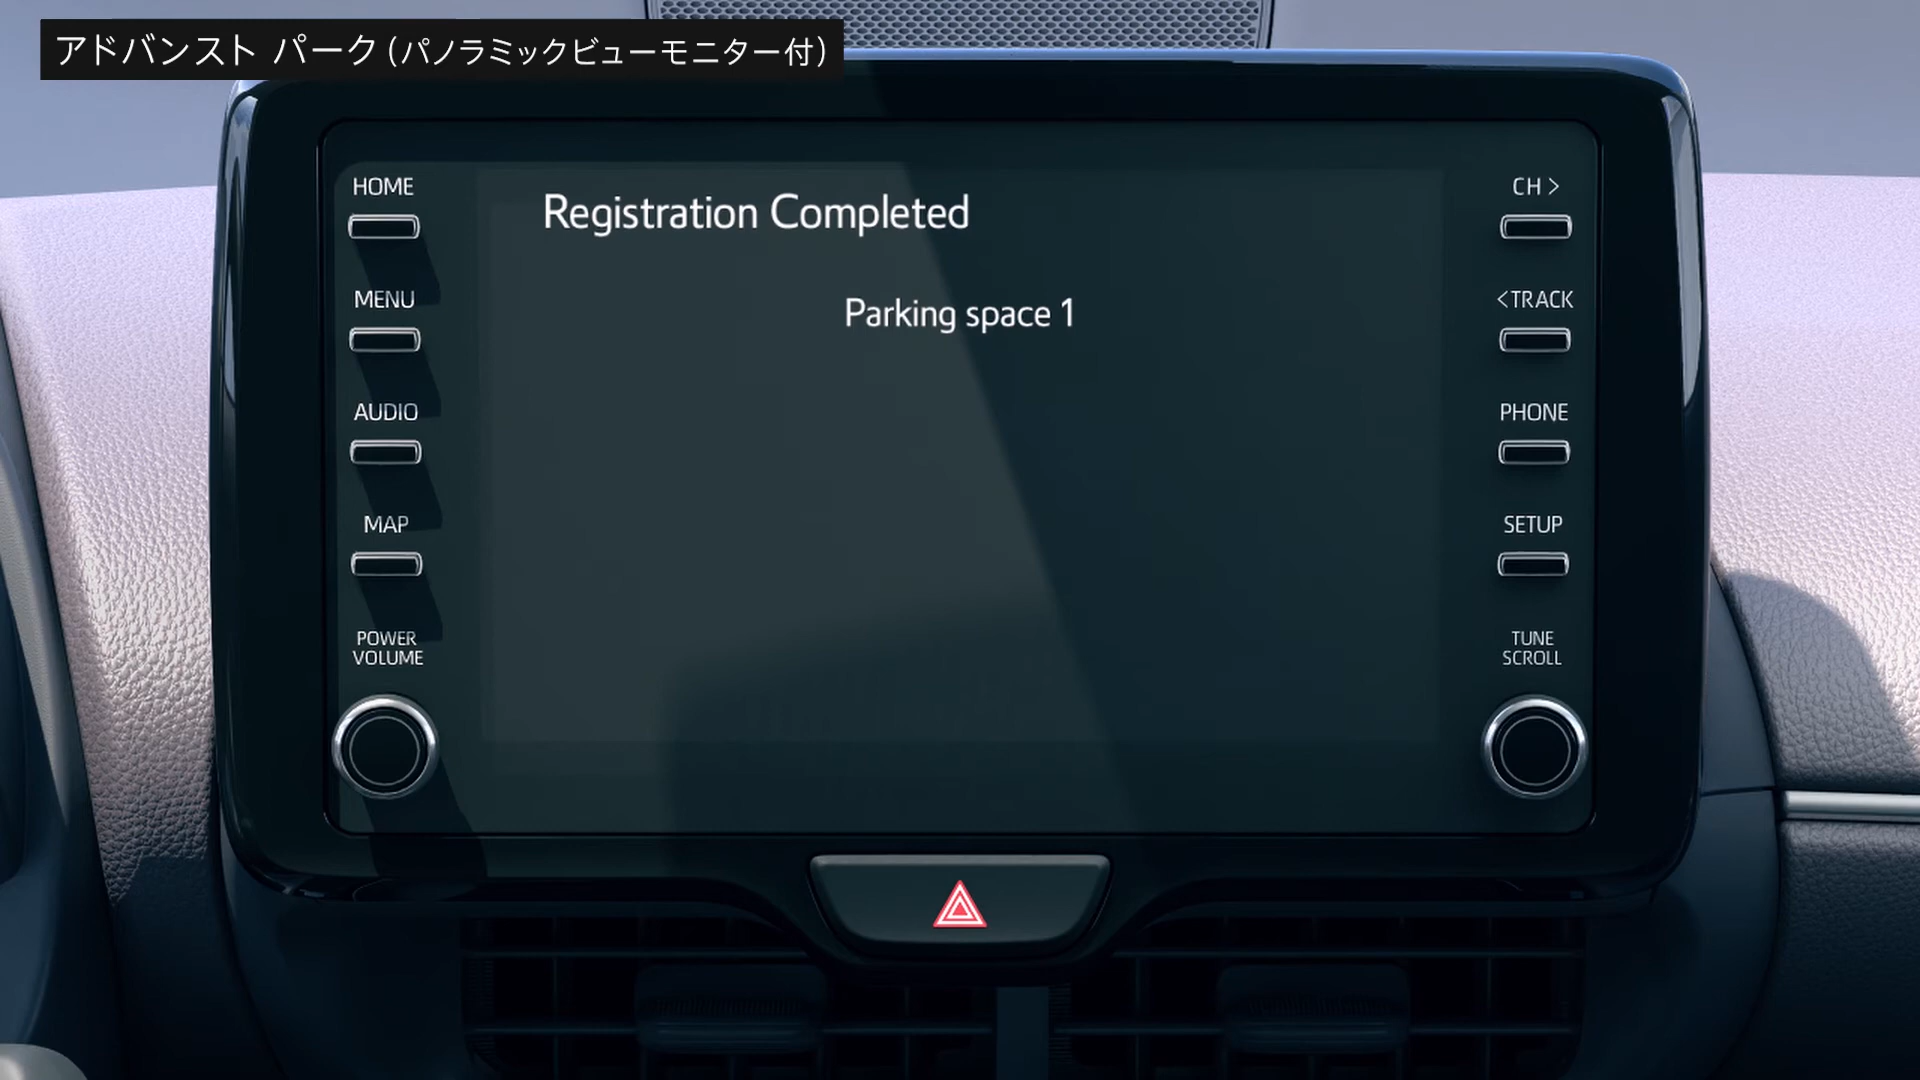 アドバンスト パーク(パノラミックビューモニター付)
HOME
CH >
Registration Completed
MENU
<TRACK
Parking space 1
AUDIO
PHONE
MAP
SETUP
POWER
VOLUME
TUNE
SCROLL